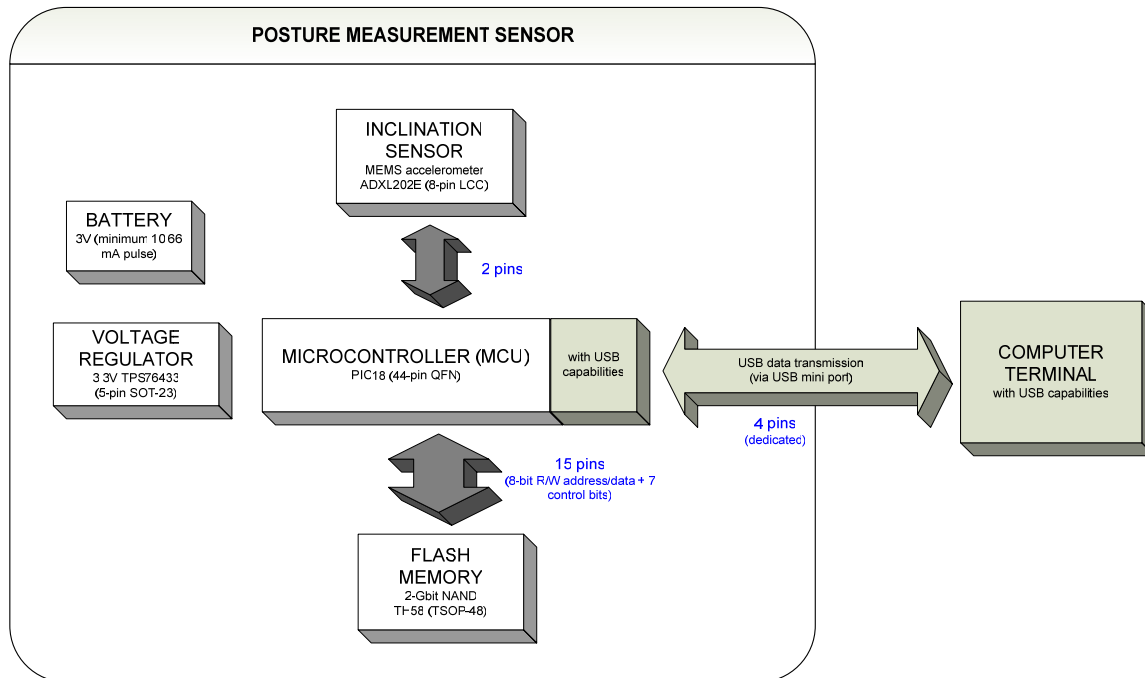 POSTURE MEASUREMENT SENSOR
INCLINATION
SENSOR
MEMS accelerometer
ADXL202E (8-pin LCC)
BATTERY
3V (minimum 1066
mA pulse)
2 pins
VOLTAGE
REGULATOR
3.3V TPS76433
(5-pin SOT-23)
MICROCONTROLLER (MCU)
PIC18 (44-pin QFN)
with USB
capabilities
USB data transmission
(via USB mini port)
COMPUTER
TERMINAL
with USB capabilities
4 pins
(dedicated)
15 pins
(8-bit R/W address/data + 7
control bits)
FLASH
MEMORY
2-Gbit NAND
TH58 (TSOP-48)